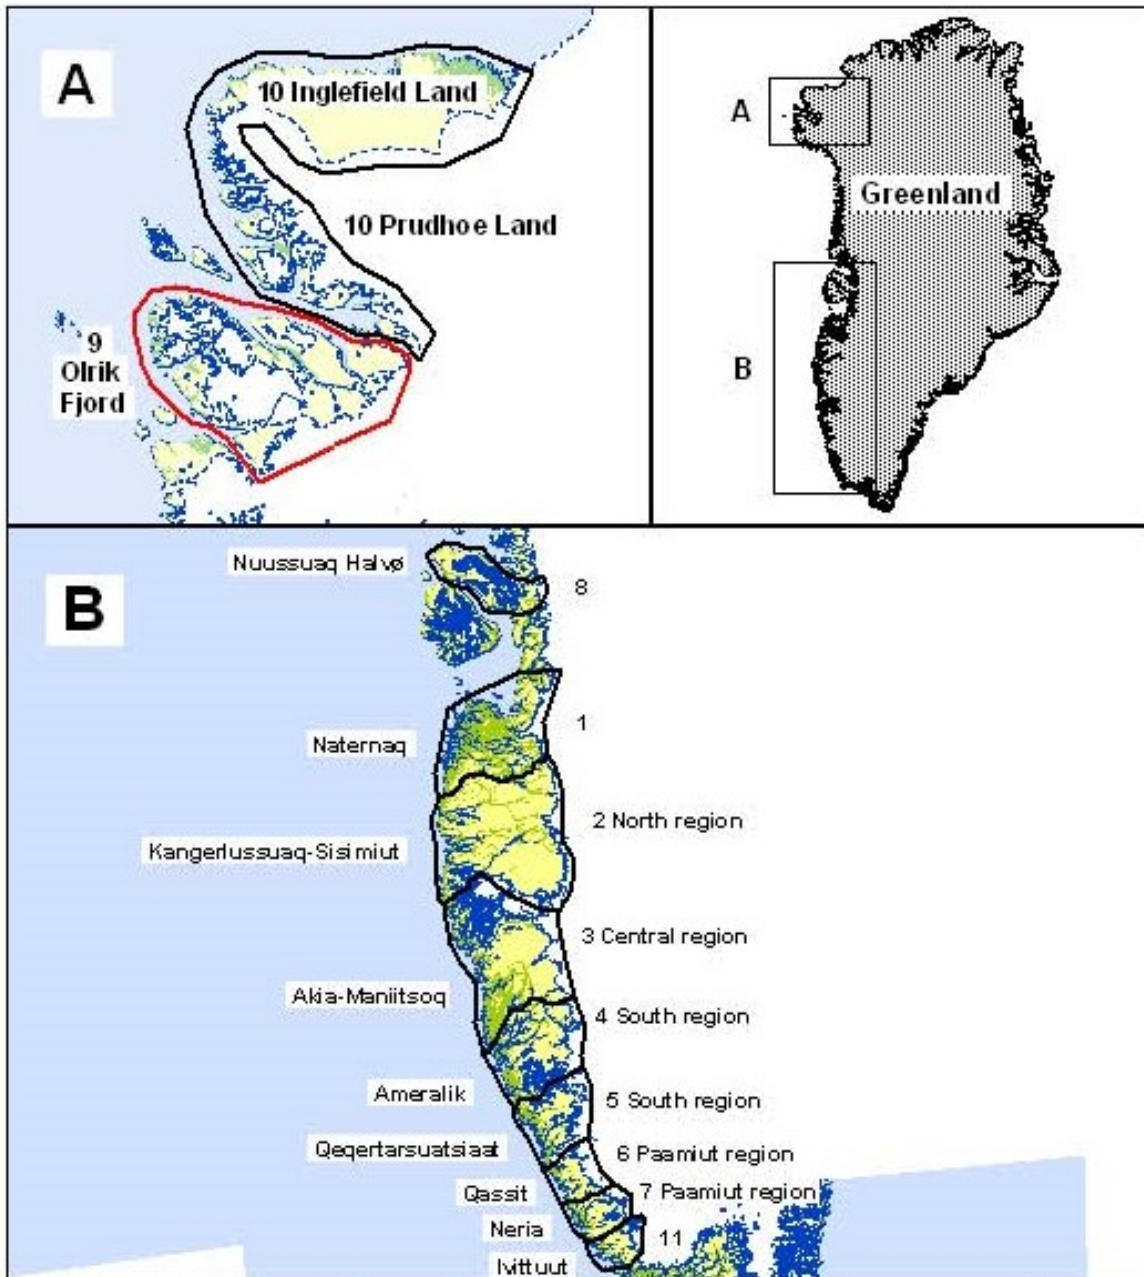 A
10 Inglefield Land
10 Prudhoe Land
9
Olrik
Fjord
A
Greenland
B
B
Nuussuaq Halvø
8
1
Naternaq
2 North region
Kangerlussuaq-Sisimiut
3 Central region
Akia-Maniitsoq
4 South region
Ameralik
5 South region
Qeqertarsuatsiaat
6 Paamiut region
Qassit
7 Paamiut region
Neria
11
Ivittuut